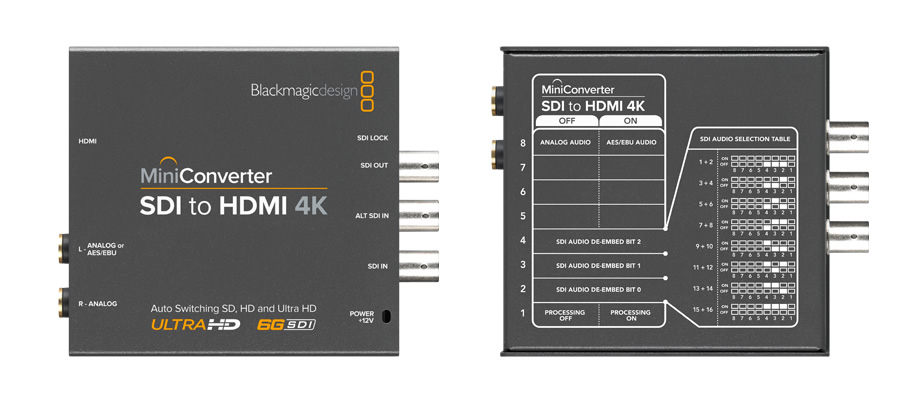 Blackmagicdesign
HDMI
SDI LOCK
SDI OUT
MiniConverter
SDI to HDMI 4K
ALT SDI IN
L - ANALOG or
AES/EBU
SDI IN
R - ANALOG
Auto Switching SD, HD and Ultra HD
ULTRA HD 6G SDI
POWER
+12V
MiniConverter
SDI to HDMI 4K
OFF ON
8 ANALOG AUDIO AES/EBU AUDIO
7
6
5
4 SDI AUDIO DE-EMBED BIT 2
3 SDI AUDIO DE-EMBED BIT 1
2 SDI AUDIO DE-EMBED BIT 0
1 PROCESSING OFF PROCESSING ON
SDI AUDIO SELECTION TABLE
1 + 2 ON OFF 8 7 6 5 4 3 2 1
3 + 4 ON OFF 8 7 6 5 4 3 2 1
5 + 6 ON OFF 8 7 6 5 4 3 2 1
7 + 8 ON OFF 8 7 6 5 4 3 2 1
9 + 10 ON OFF 8 7 6 5 4 3 2 1
11 + 12 ON OFF 8 7 6 5 4 3 2 1
13 + 14 ON OFF 8 7 6 5 4 3 2 1
15 + 16 ON OFF 8 7 6 5 4 3 2 1